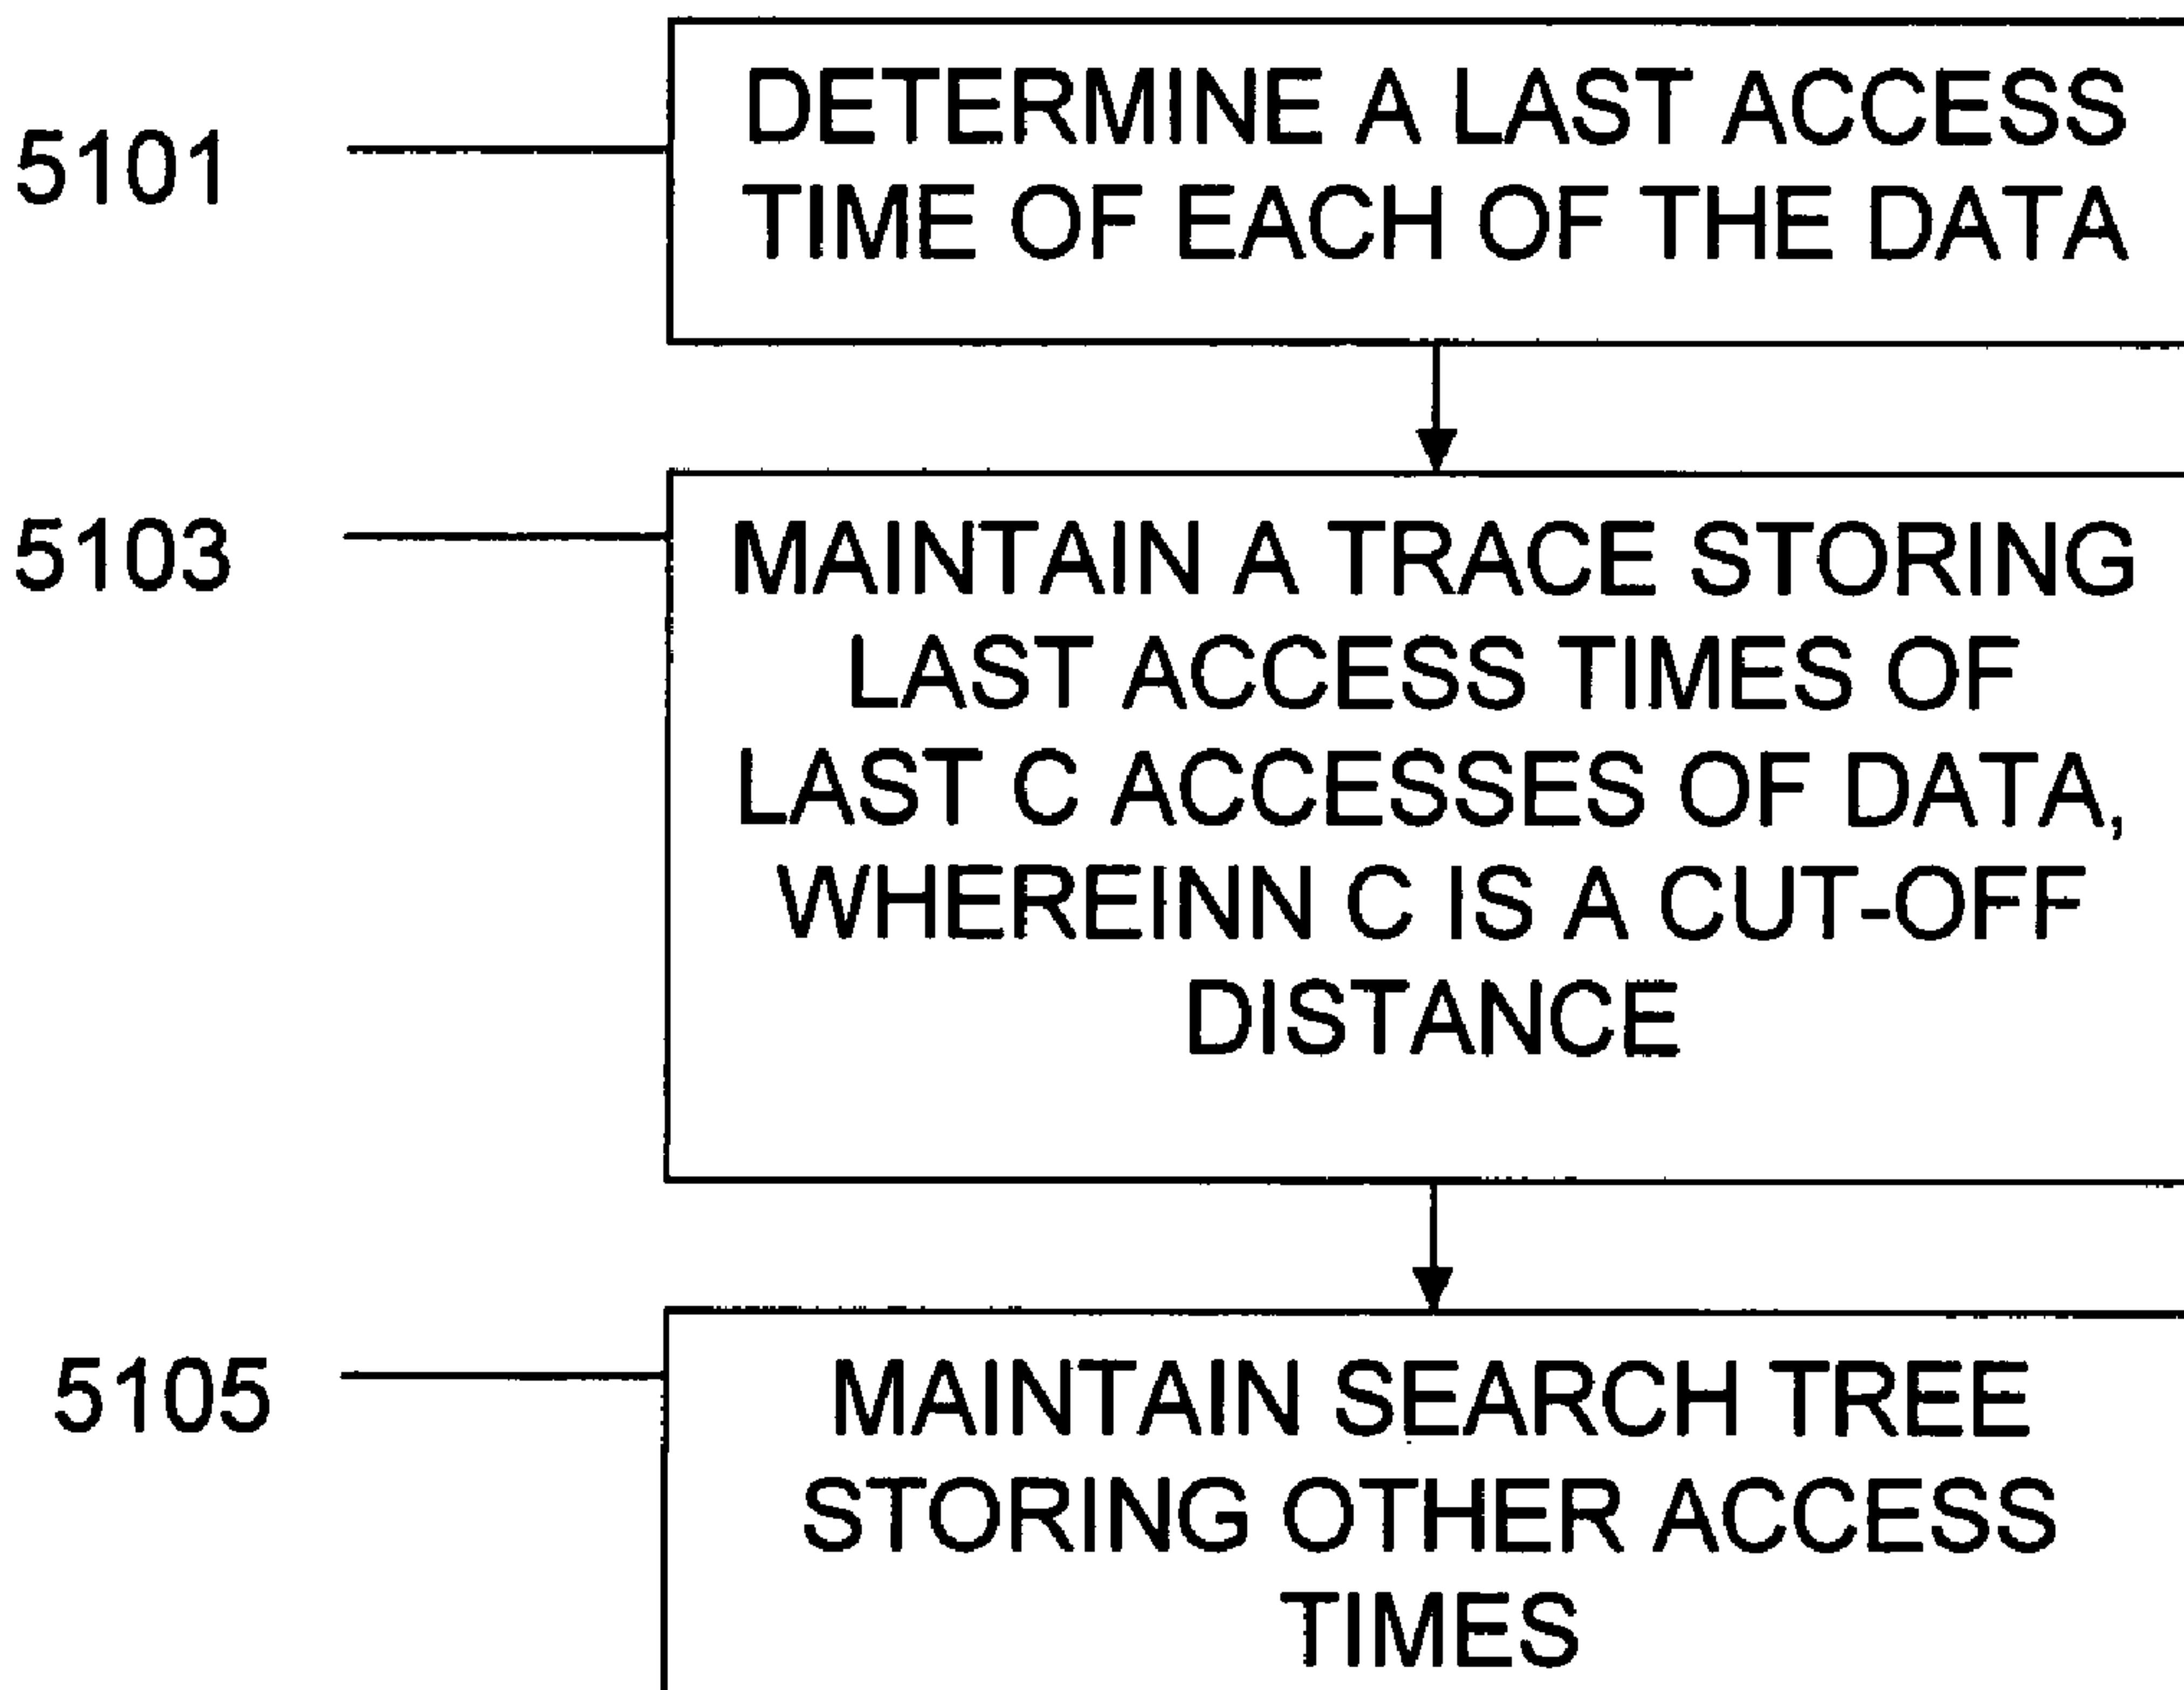 5101
DETERMINE A LAST ACCESS
TIME OF EACH OF THE DATA
5103
MAINTAIN A TRACE STORING
LAST ACCESS TIMES OF
LAST C ACCESSES OF DATA,
WHEREINN C IS A CUT-OFF
DISTANCE
5105
MAINTAIN SEARCH TREE
STORING OTHER ACCESS
TIMES